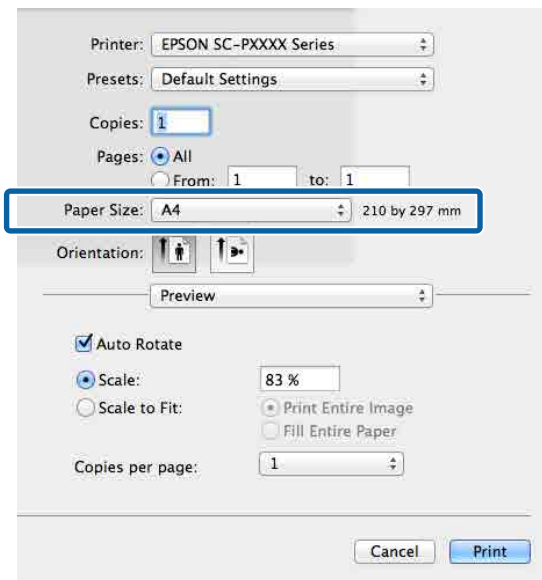 Printer: EPSON SC-PXXXX Series
Presets: Default Settings
Copies: 1
Pages: All
From: 1 to: 1
Paper Size: A4 210 by 297 mm
Orientation:
Preview
Auto Rotate
Scale: 83 %
Scale to Fit: Print Entire Image
Fill Entire Paper
Copies per page: 1
Cancel Print